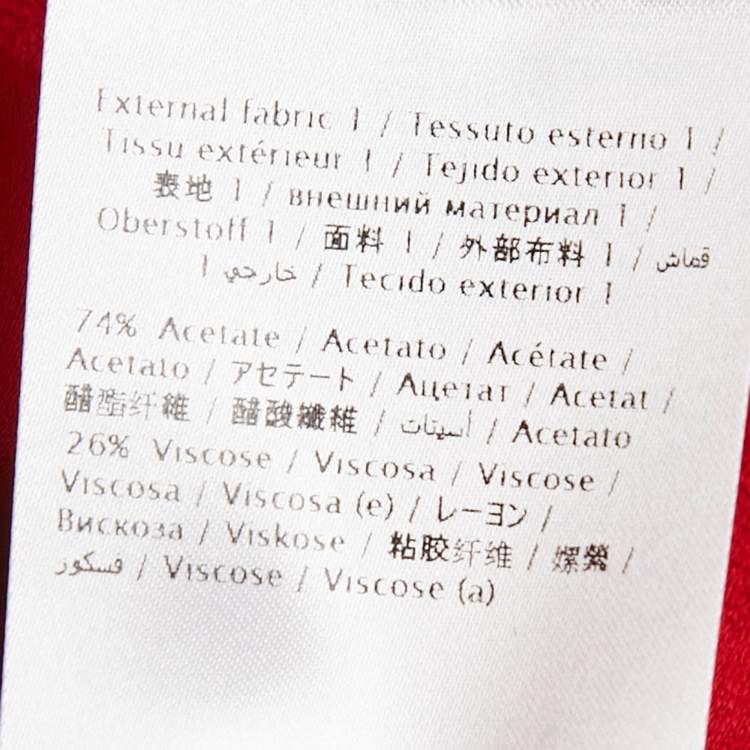 External fabric 1 / Tessuto esterno 1 /
Tissu extérieur 1 / Tejido exterior 1 /
表地 1 / внешний материал 1 /
Oberstoff 1 / 面料 1 / 外部布料 1 / قماش
خارجي 1 / Tecido exterior 1
74% Acetate / Acetato / Acétate /
Acetato / アセテート / Ацетат / Acetat /
醋酯纤维 / 醋酸纖維 / أسيتات / Acetato
26% Viscose / Viscosa / Viscose /
Viscosa / Viscosa (e) / レーヨン /
Вискоза / Viskose / 粘胶纤维 / 嫘縈 /
فسكوز / Viscose / Viscose (a)